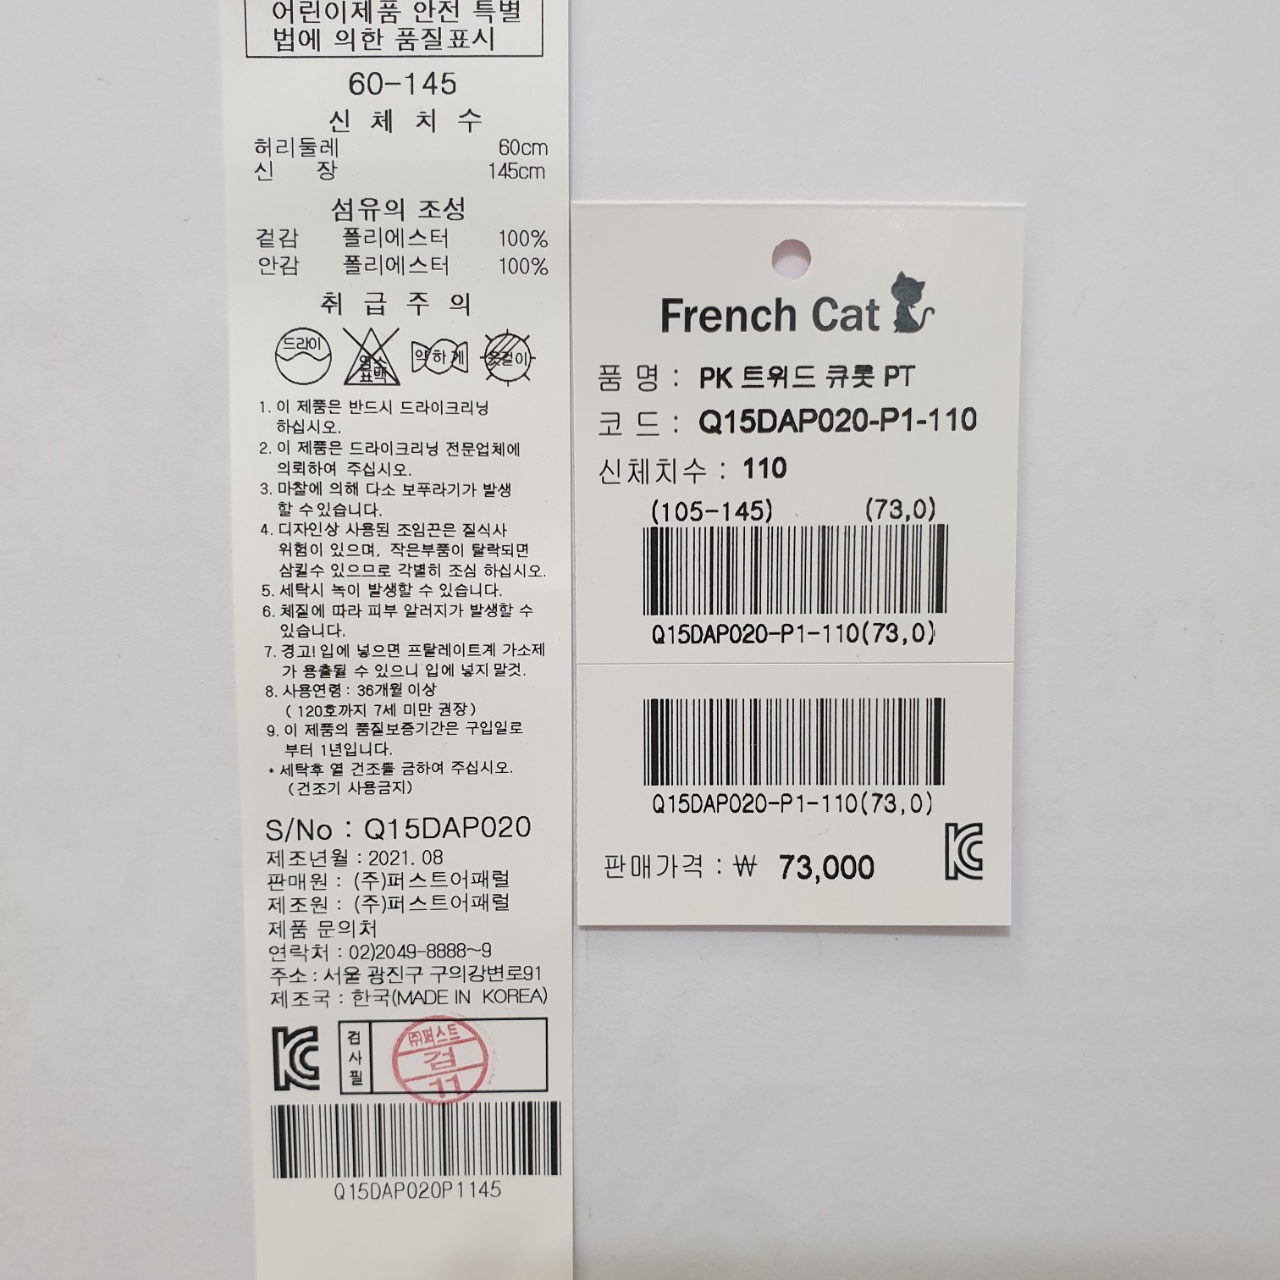 어린이제품 안전 특별
법에 의한 품질표시
60-145
신 체 치 수
허리둘레 60cm
신 장 145cm
섬유의 조성
겉감 폴리에스터 100%
안감 폴리에스터 100%
취 급 주 의
드라이 염소표백 약하게 옷걸이
1. 이 제품은 반드시 드라이크리닝
하십시오.
2. 이 제품은 드라이크리닝 전문업체에
의뢰하여 주십시오.
3. 마찰에 의해 다소 보푸라기가 발생
할 수있습니다.
4. 디자인상 사용된 조임끈은 질식사
위험이 있으며, 작은부품이 탈락되면
삼킬수 있으므로 각별히 조심 하십시오.
5. 세탁시 녹이 발생할 수 있습니다.
6. 체질에 따라 피부 알러지가 발생할 수
있습니다.
7. 경고! 입에 넣으면 프탈레이트계 가소제
가 용출될 수 있으니 입에 넣지 말것.
8. 사용연령 : 36개월 이상
( 120호까지 7세 미만 권장)
9. 이 제품의 품질보증기간은 구입일로
부터 1년입니다.
* 세탁후 열 건조를 금하여 주십시오.
(건조기 사용금지)
S/No : Q15DAP020
제조년월 : 2021. 08
판매원 : (주)퍼스트어패럴
제조원 : (주)퍼스트어패럴
제품 문의처
연락처 : 02)2049-8888~9
주소 : 서울 광진구 구의강변로91
제조국 : 한국(MADE IN KOREA)
KC
검사필
㈜퍼스트
검
11
Q15DAP020P1145
French Cat
품 명 : PK 트위드 큐롯 PT
코 드 : Q15DAP020-P1-110
신체치수 : 110
(105-145) (73,0)
Q15DAP020-P1-110(73,0)
Q15DAP020-P1-110(73,0)
KC
판매가격 : ₩ 73,000